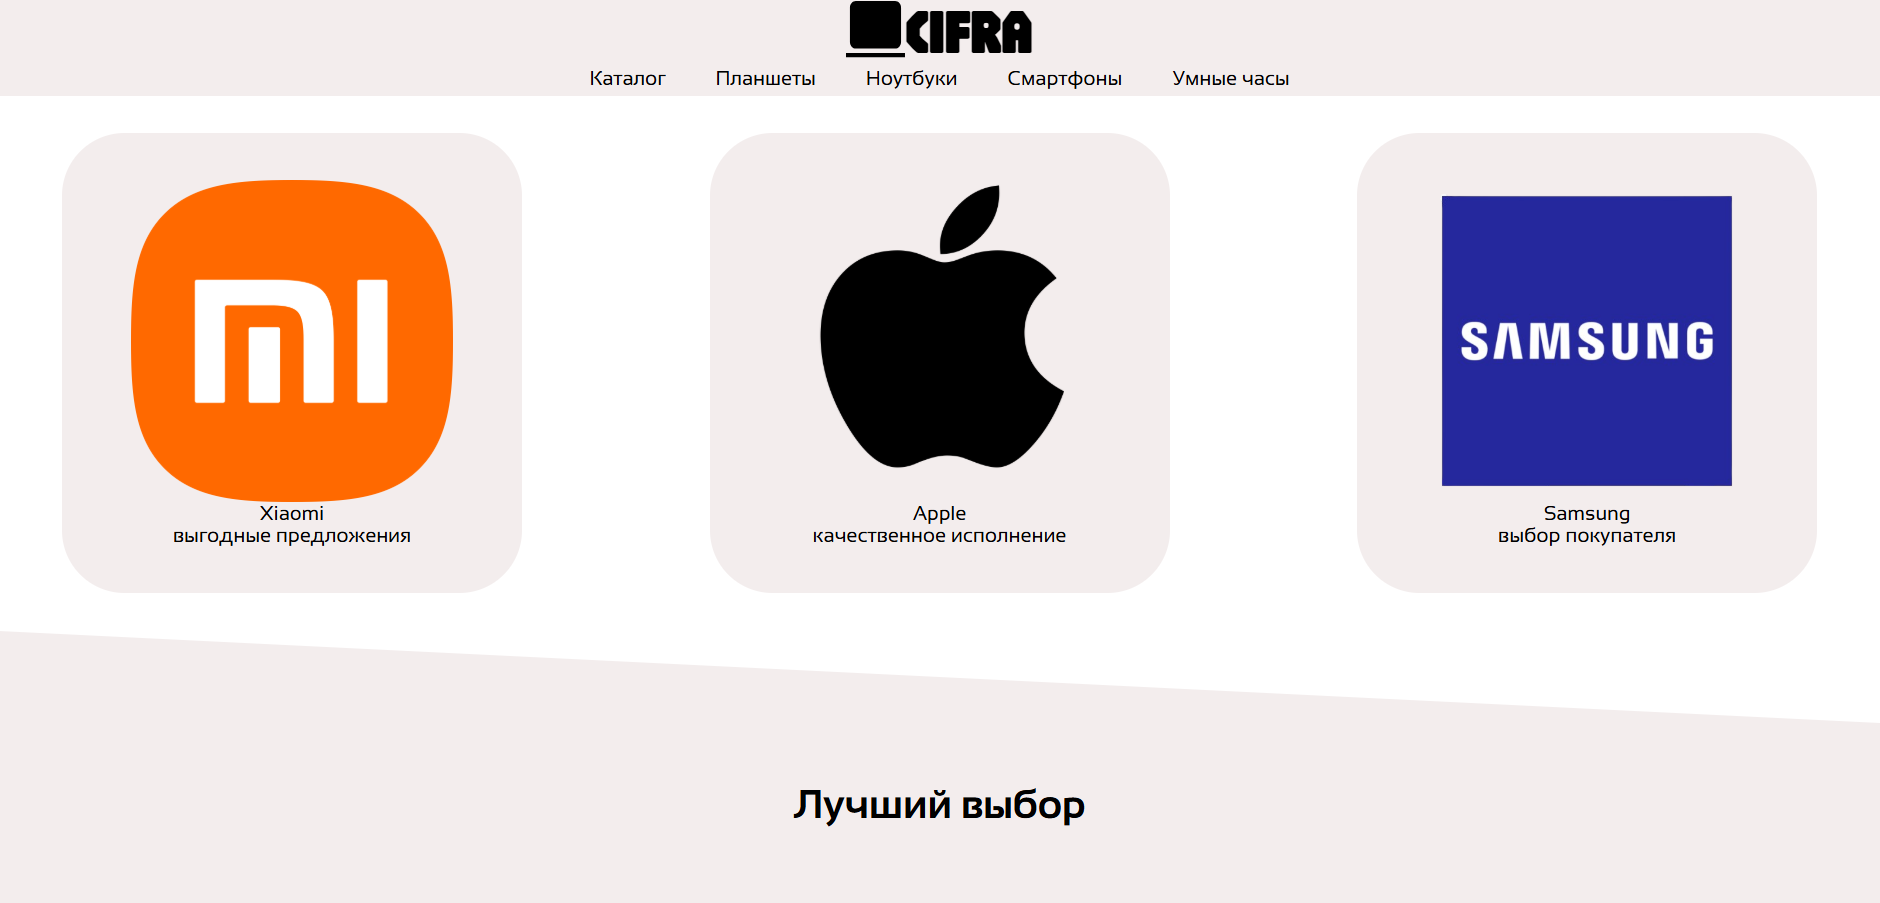 CIFRA
Каталог Планшеты Ноутбуки Смартфоны Умные часы
mi
SAMSUNG
Xiaomi
выгодные предложения
Apple
качественное исполнение
Samsung
выбор покупателя
Лучший выбор